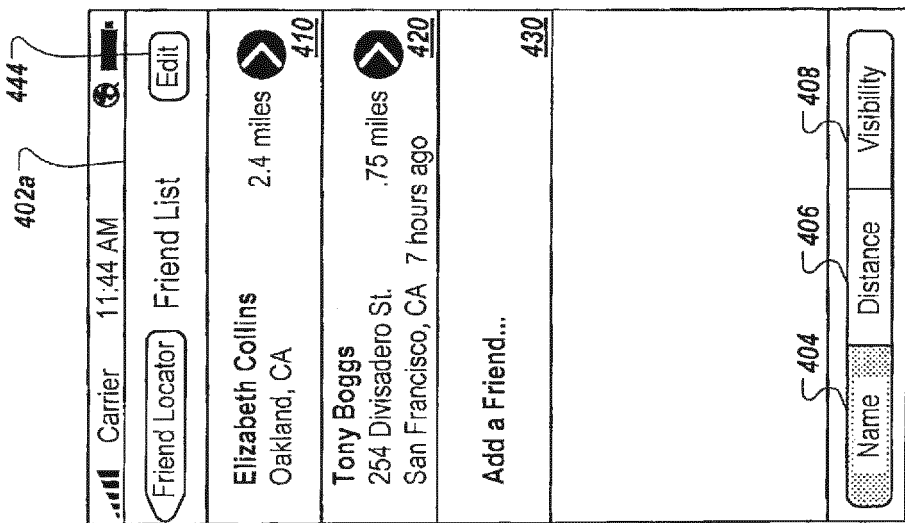 402a 444
Carrier 11:44 AM
Friend Locator Friend List Edit
Elizabeth Collins
Oakland, CA 2.4 miles
410
Tony Boggs
254 Divisadero St. .75 miles
San Francisco, CA 7 hours ago 420
Add a Friend...
430
404 406 408
Name Distance Visibility